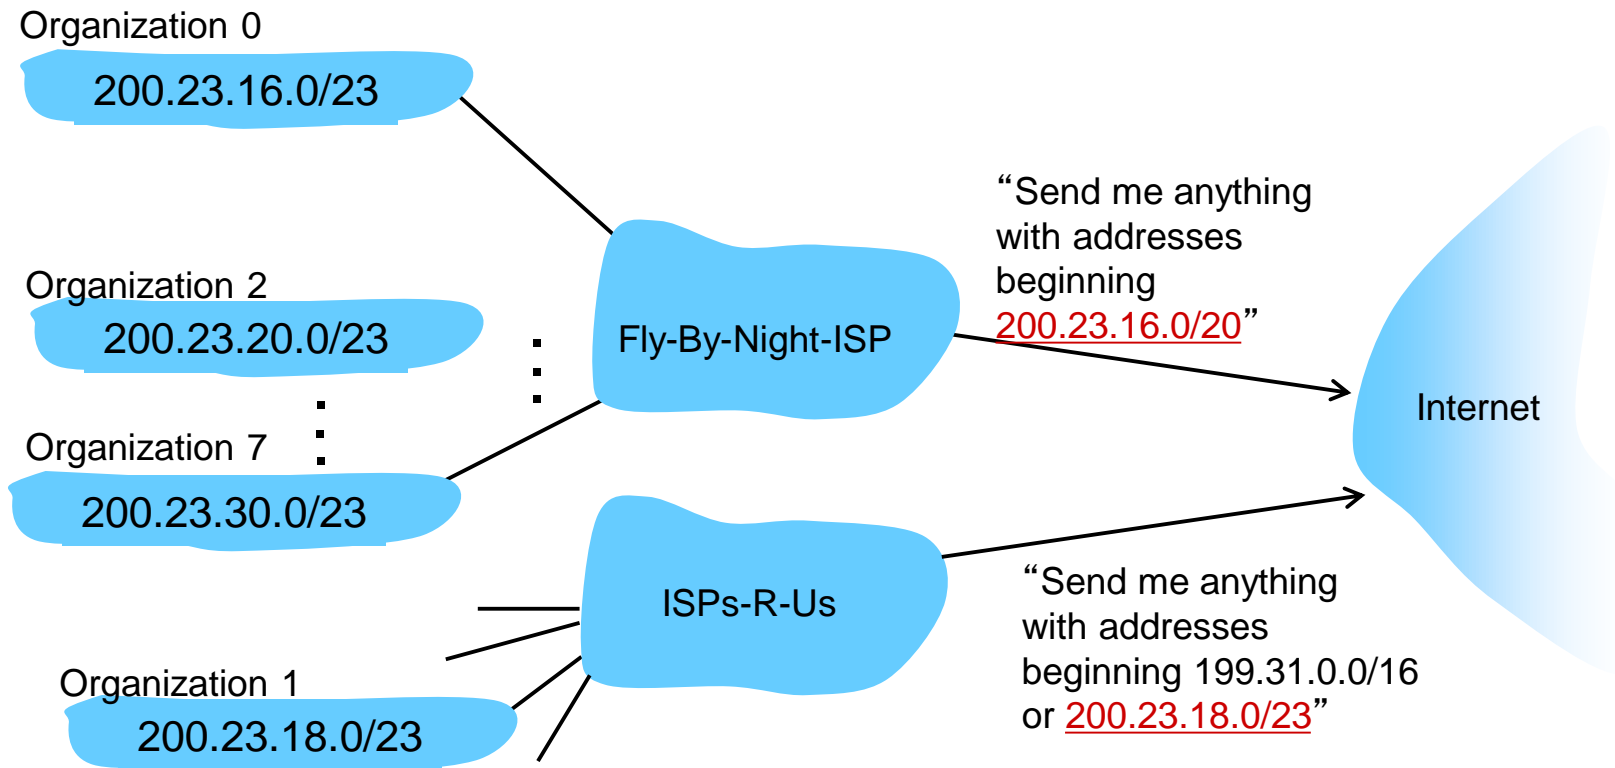 Organization 0
200.23.16.0/23
Organization 2
200.23.20.0/23
Organization 7
200.23.30.0/23
Fly-By-Night-ISP
“Send me anything
with addresses
beginning
200.23.16.0/20”
Internet
ISPs-R-Us
Organization 1
200.23.18.0/23
“Send me anything
with addresses
beginning 199.31.0.0/16
or 200.23.18.0/23”